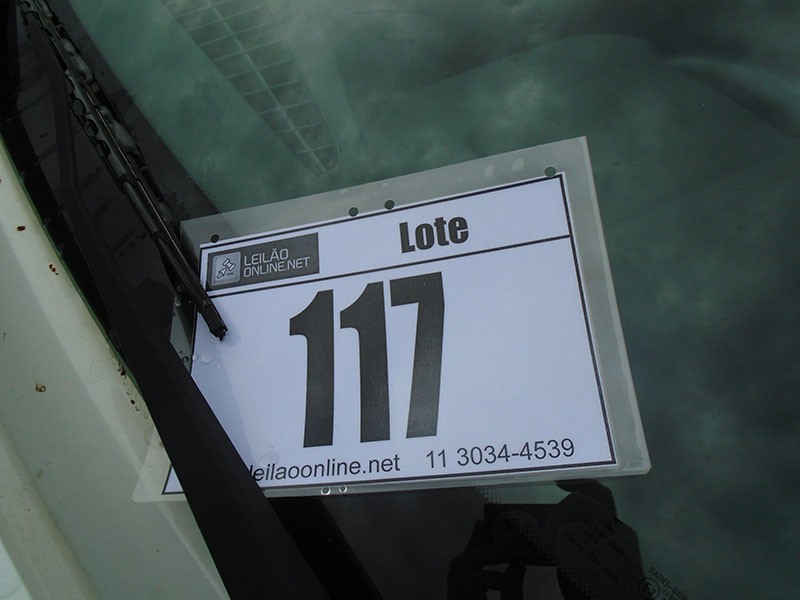 Lote
LEILÃO
ONLINE.NET
117
leilaoonline.net 11 3034-4539